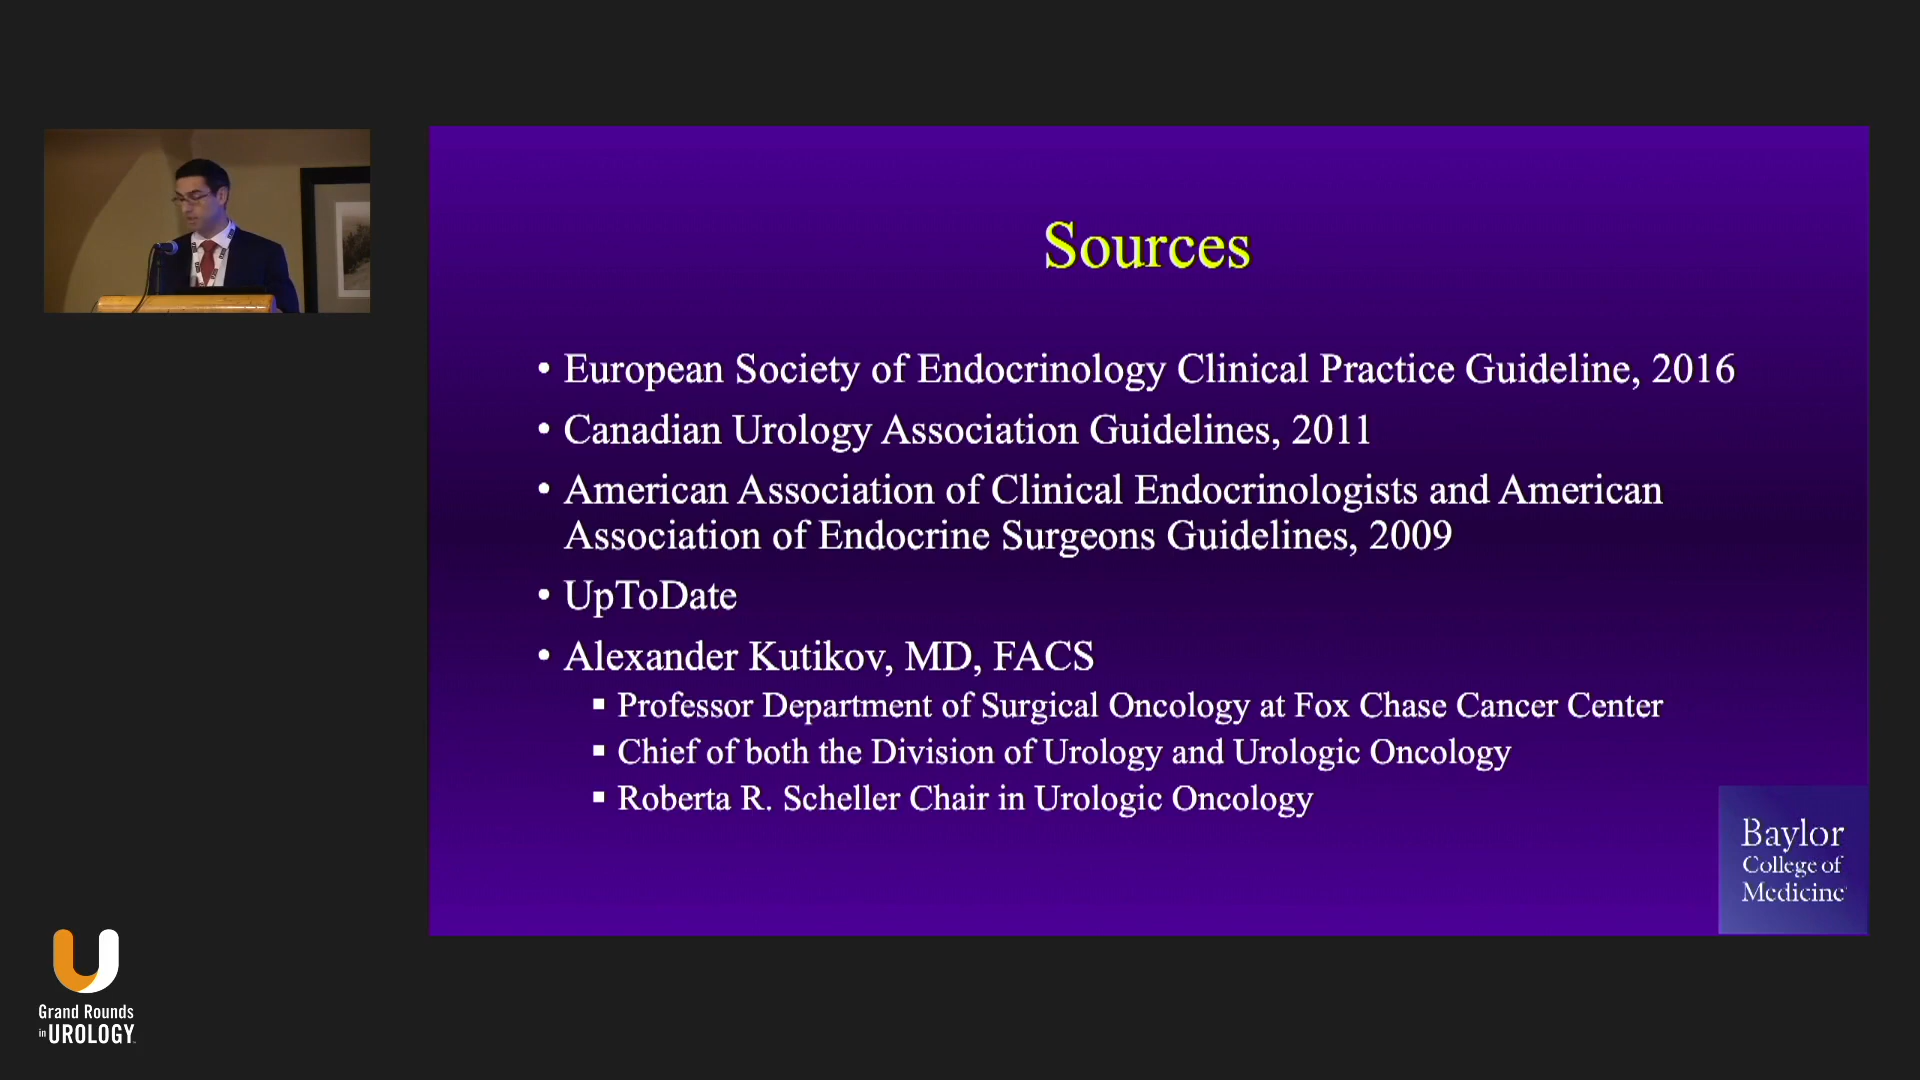 Sources
• European Society of Endocrinology Clinical Practice Guideline, 2016
• Canadian Urology Association Guidelines, 2011
• American Association of Clinical Endocrinologists and American
Association of Endocrine Surgeons Guidelines, 2009
• UpToDate
• Alexander Kutikov, MD, FACS
▪ Professor Department of Surgical Oncology at Fox Chase Cancer Center
▪ Chief of both the Division of Urology and Urologic Oncology
▪ Roberta R. Scheller Chair in Urologic Oncology
Baylor
College of
Medicine
Grand Rounds
in UROLOGY